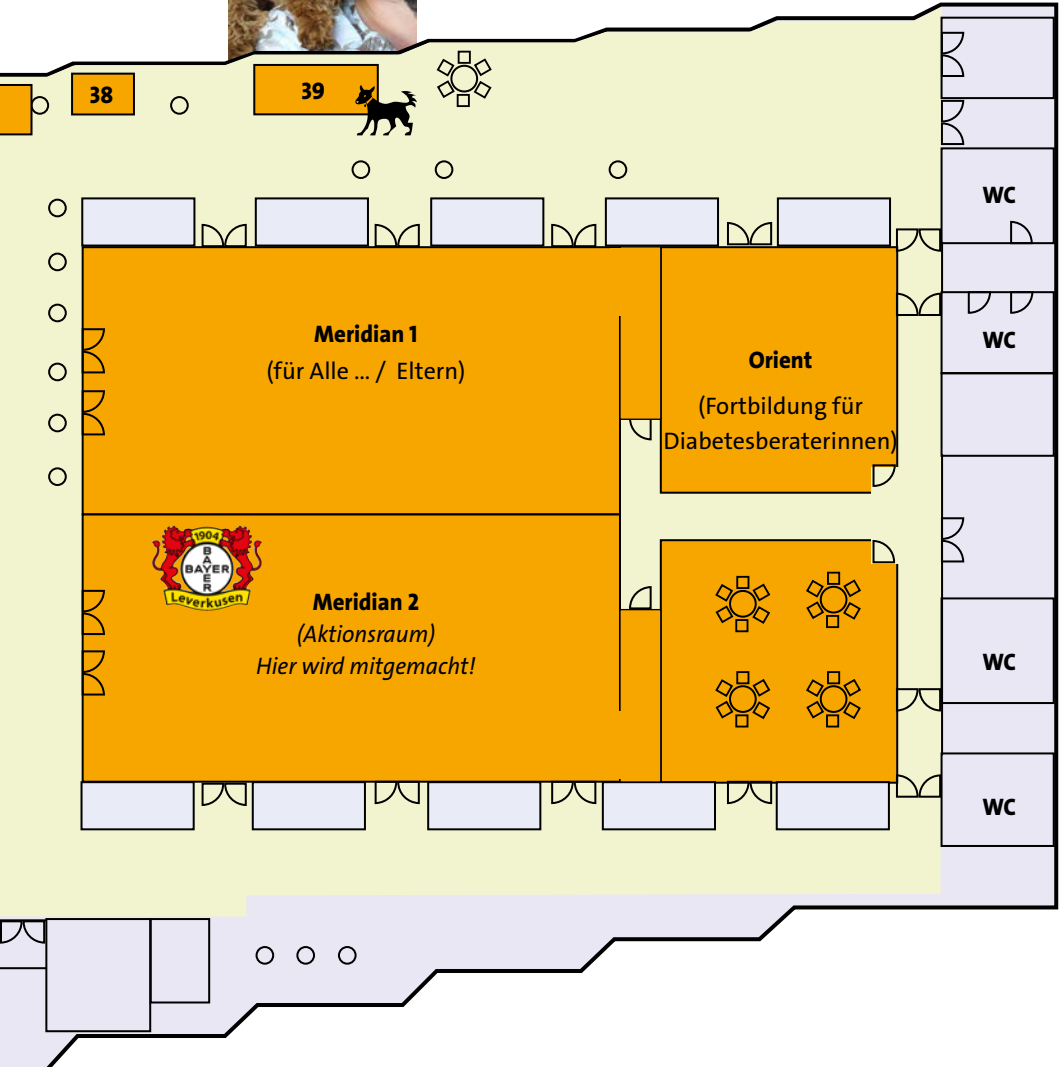 38
39
WC
Meridian 1
(für Alle ... / Eltern)
WC
Orient
(Fortbildung für
Diabetesberaterinnen)
1904
BAYER
BAYER
Leverkusen
Meridian 2
(Aktionsraum)
Hier wird mitgemacht!
WC
WC